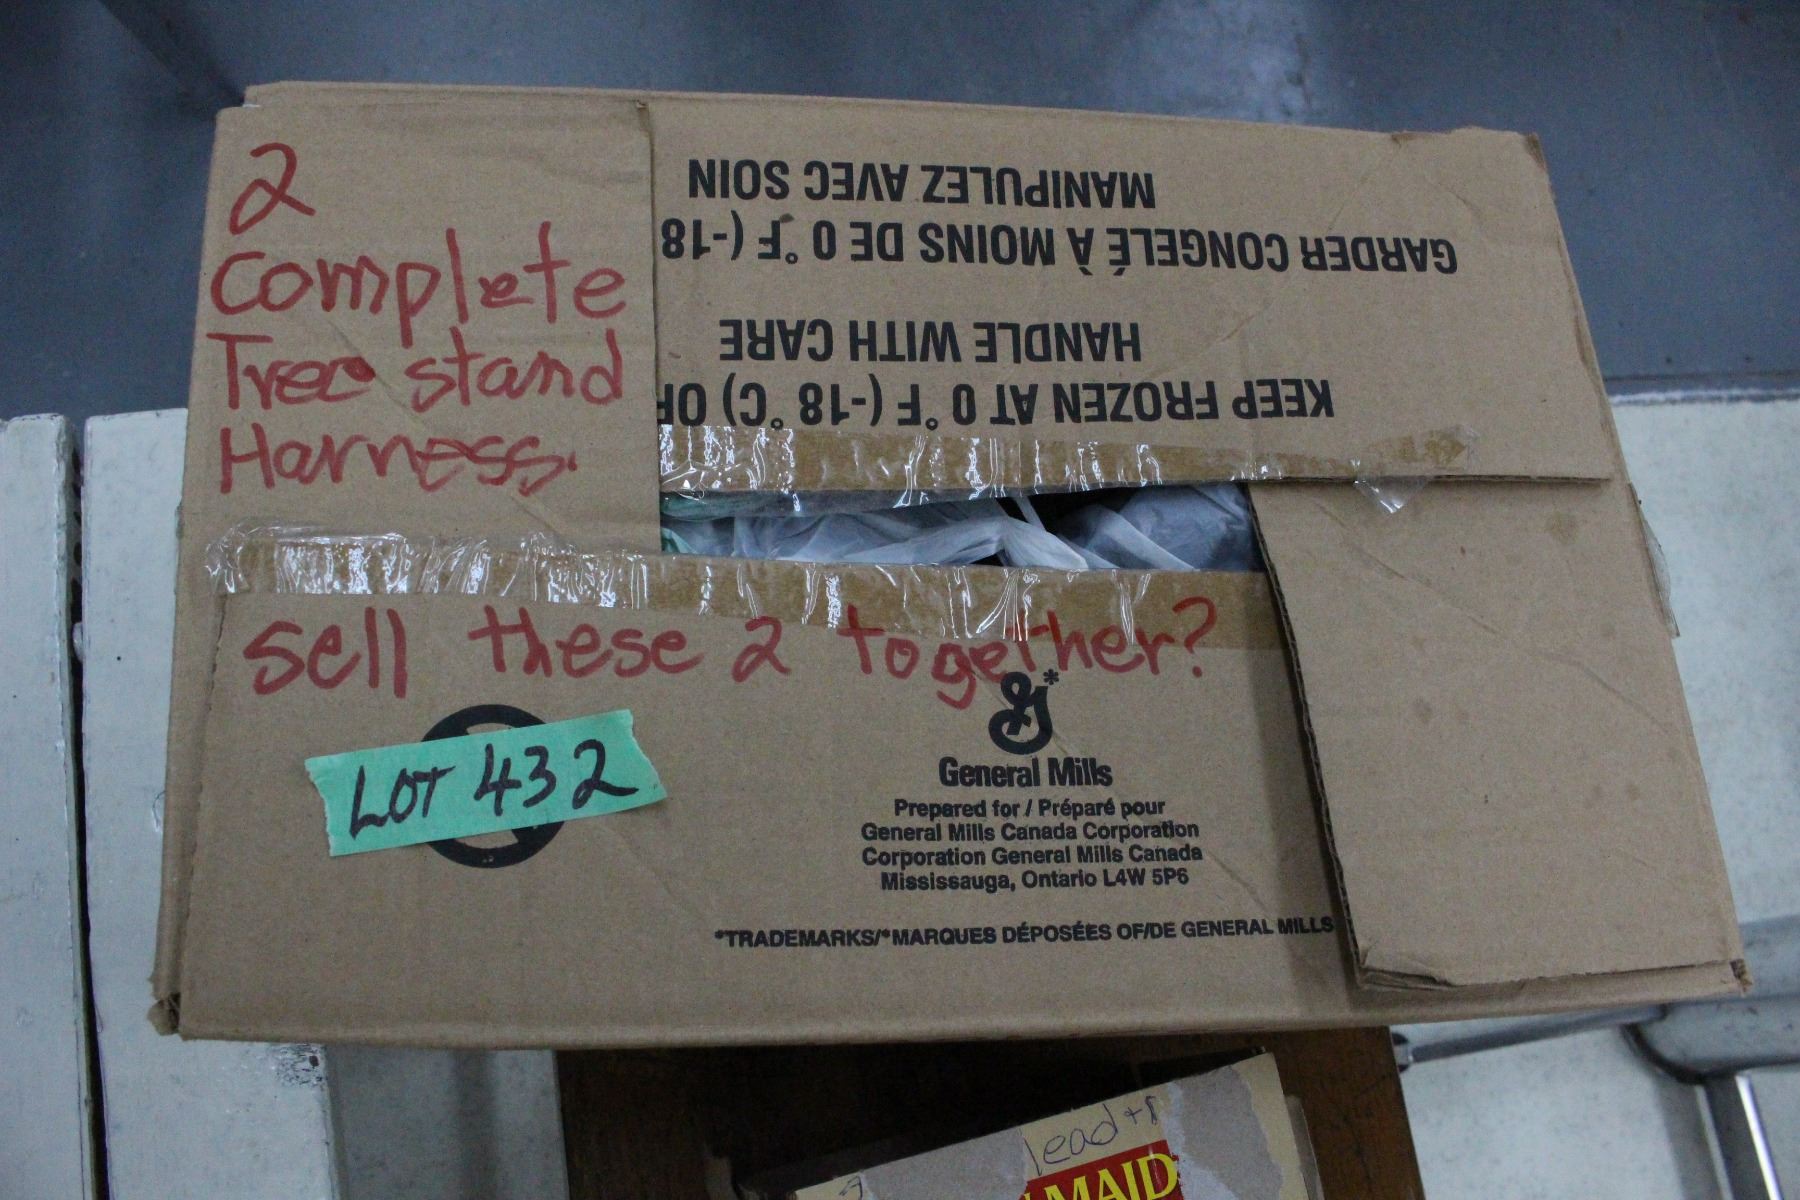 2
complete
Tree stand
Harness.
MANIPULEZ AVEC SOIN
GARDER CONGELÉ À MOINS DE 0°F (-18
HANDLE WITH CARE
KEEP FROZEN AT 0°F (-18°C) OR
sell these 2 together?
LOT 432
General Mills
Prepared for / Préparé pour
General Mills Canada Corporation
Corporation General Mills Canada
Mississauga, Ontario L4W 5P6
*TRADEMARKS/*MARQUES DÉPOSÉES OF/DE GENERAL MILLS
lead
MAID